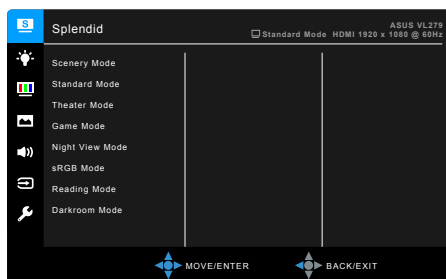 S
Splendid
ASUS VL279
Standard Mode HDMI 1920 x 1080 @ 60Hz
Scenery Mode
Standard Mode
Theater Mode
Game Mode
Night View Mode
sRGB Mode
Reading Mode
Darkroom Mode
MOVE/ENTER BACK/EXIT